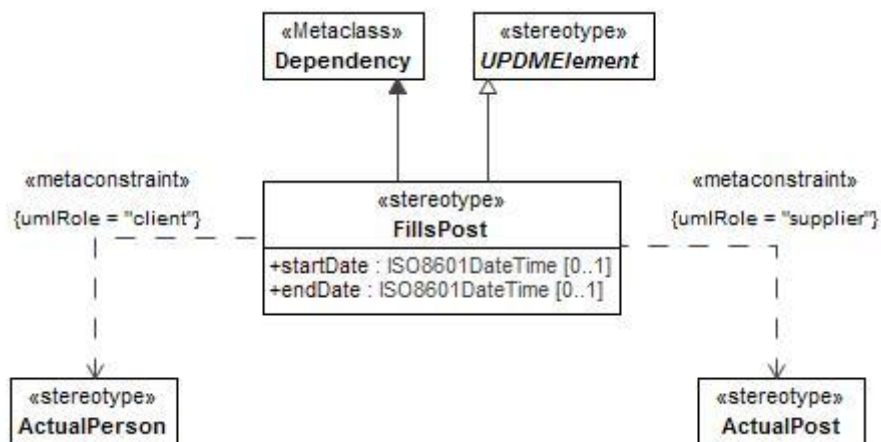 «Metaclass»
Dependency
«stereotype»
UPDMElement
«metaconstraint»
{umlRole = "client"}
«metaconstraint»
{umlRole = "supplier"}
«stereotype»
FillsPost
+startDate : ISO8601DateTime [0..1]
+endDate : ISO8601DateTime [0..1]
«stereotype»
ActualPerson
«stereotype»
ActualPost